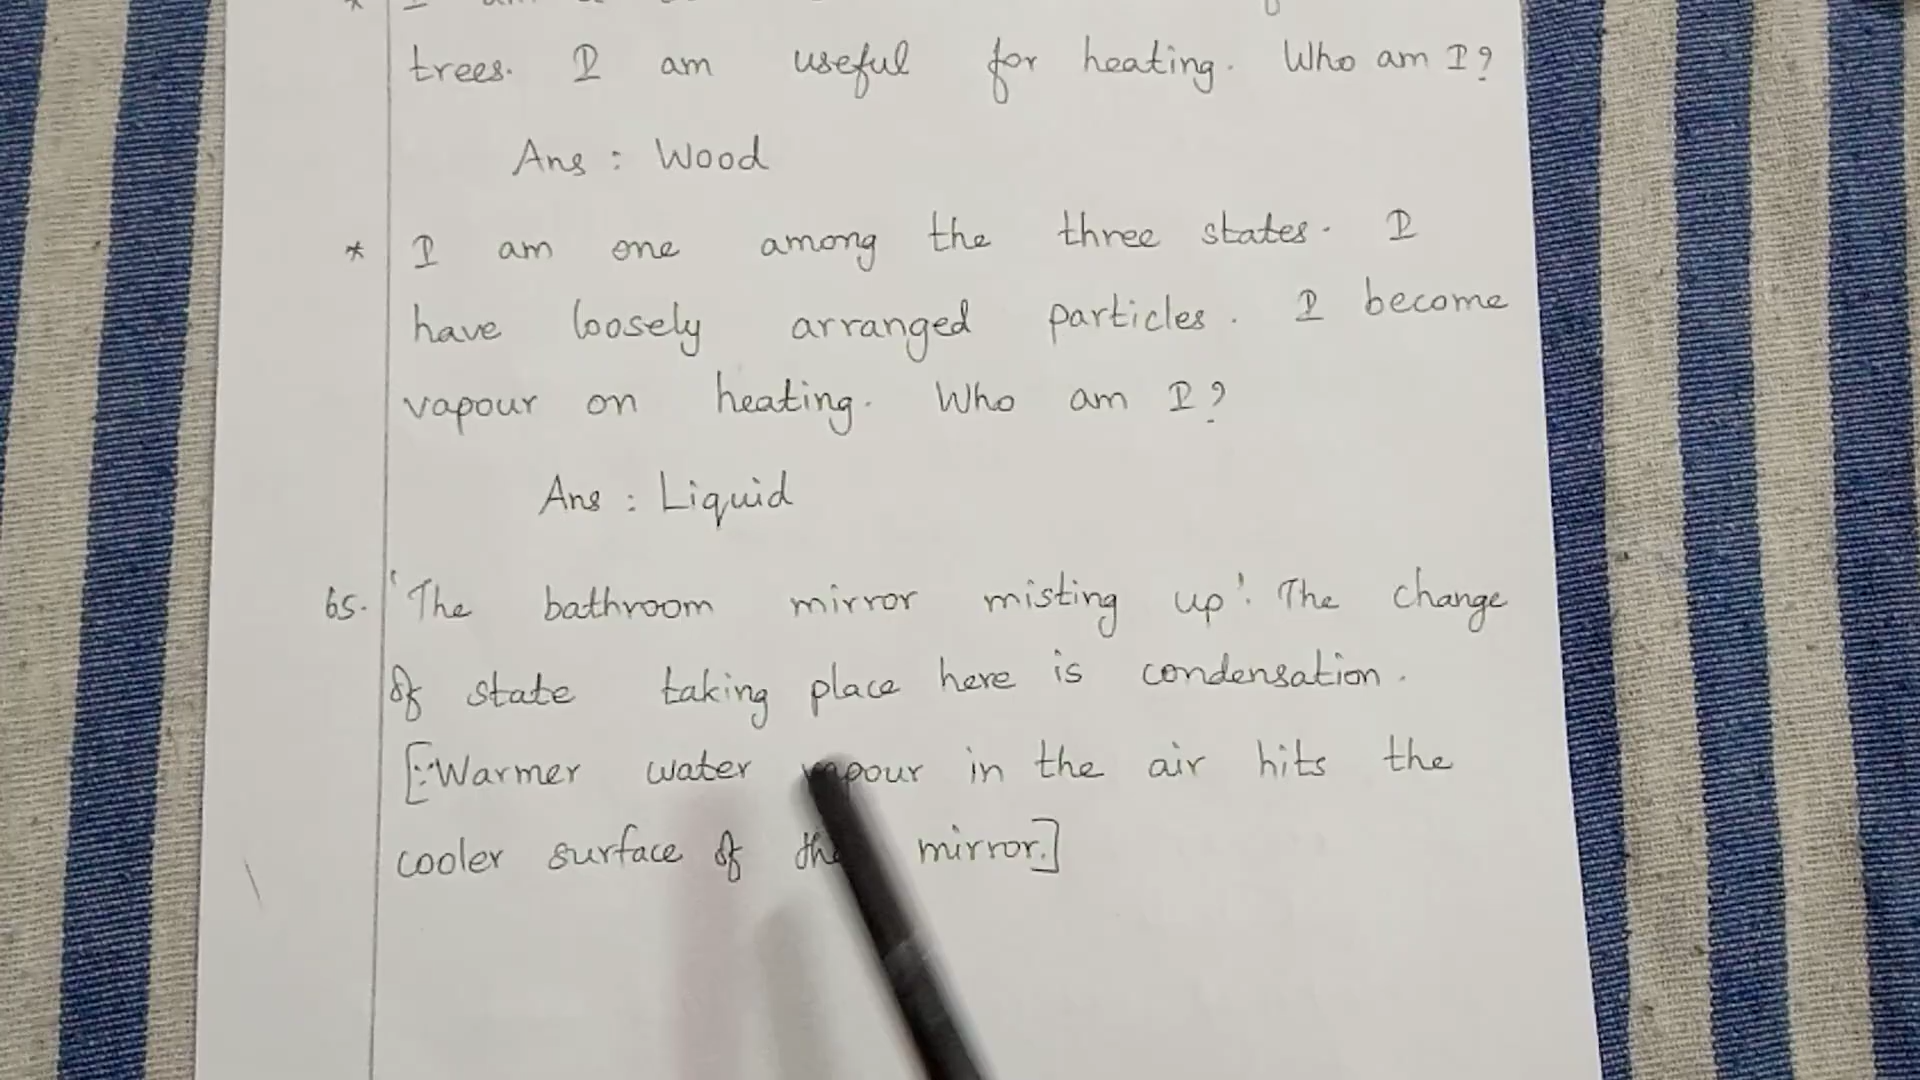 * I am
trees. I am useful for heating. Who am I?
Ans : Wood
* I am one among the three states. I
have loosely arranged particles. I become
vapour on heating. Who am I?
Ans : Liquid
65. 'The bathroom mirror misting up'. The change
of state taking place here is condensation.
[∵ Warmer water vapour in the air hits the
cooler surface of the mirror.]